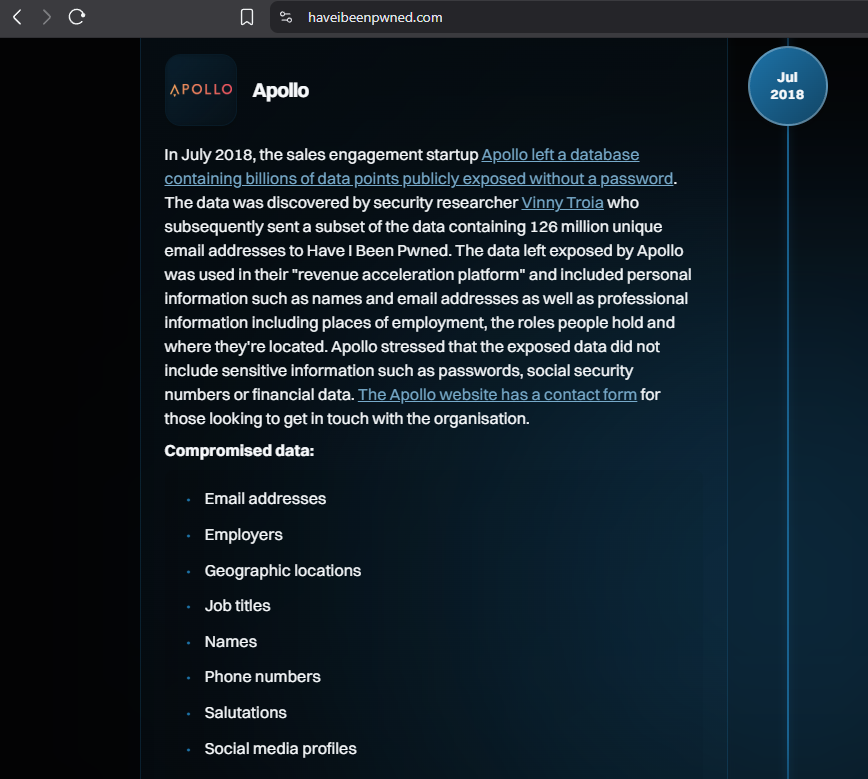 haveibeenpwned.com
APOLLO
Apollo
Jul
2018
In July 2018, the sales engagement startup Apollo left a database
containing billions of data points publicly exposed without a password.
The data was discovered by security researcher Vinny Troia who
subsequently sent a subset of the data containing 126 million unique
email addresses to Have I Been Pwned. The data left exposed by Apollo
was used in their "revenue acceleration platform" and included personal
information such as names and email addresses as well as professional
information including places of employment, the roles people hold and
where they're located. Apollo stressed that the exposed data did not
include sensitive information such as passwords, social security
numbers or financial data. The Apollo website has a contact form for
those looking to get in touch with the organisation.
Compromised data:
• Email addresses
• Employers
• Geographic locations
• Job titles
• Names
• Phone numbers
• Salutations
• Social media profiles